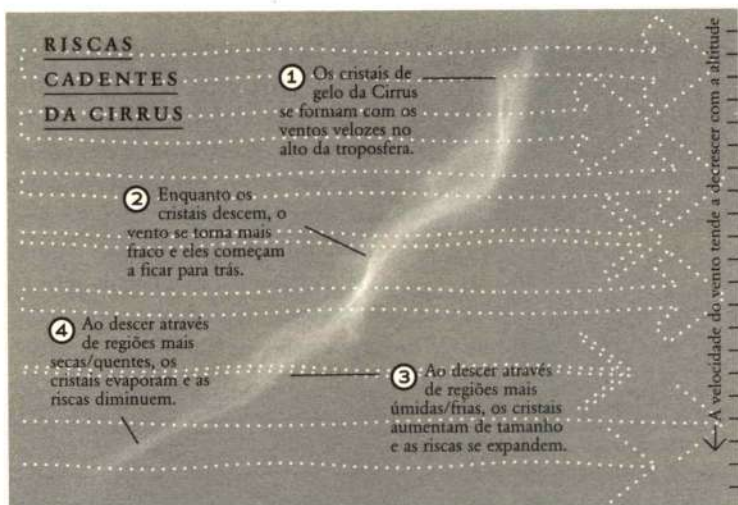 RISCAS
CADENTES
DA CIRRUS
1 Os cristais de
gelo da Cirrus
se formam com os
ventos velozes no
alto da troposfera.
2 Enquanto os
cristais descem, o
vento se torna mais
fraco e eles começam
a ficar para trás.
3 Ao descer através
de regiões mais
úmidas/frias, os cristais
aumentam de tamanho
e as riscas se expandem.
4 Ao descer através
de regiões mais
secas/quentes, os
cristais evaporam e as
riscas diminuem.
A velocidade do vento tende a decrescer com a altitude